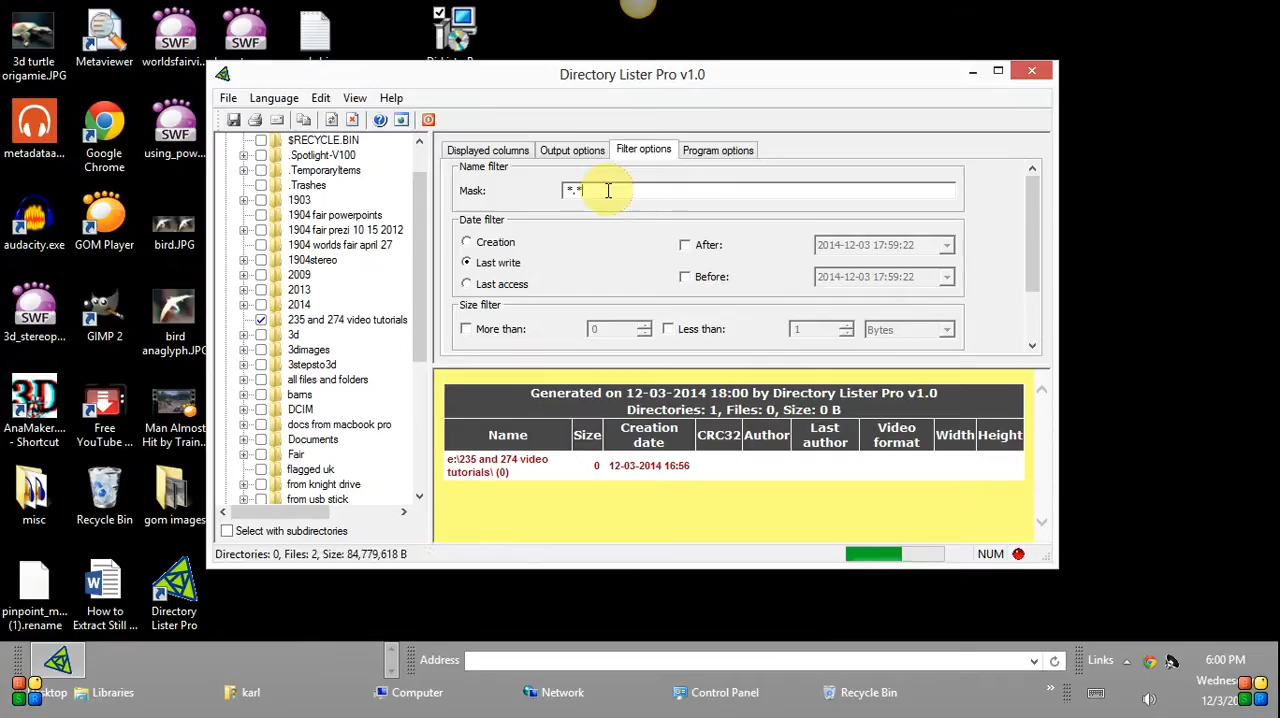 3d turtle
origamie.JPG
Metaviewer
worldsfairvi...
metadataa...
Google
Chrome
using_pow...
audacity.exe
GOM Player
bird.JPG
3d_stereop...
GIMP 2
bird
anaglyph.JPG
AnaMaker....
- Shortcut
Free
YouTube ...
Man Almost
Hit by Train...
misc
Recycle Bin
gom images
pinpoint_m...
(1).rename
How to
Extract Still ...
Directory
Lister Pro
Directory Lister Pro v1.0
File
Language
Edit
View
Help
$RECYCLE.BIN
.Spotlight-V100
.TemporaryItems
.Trashes
1903
1904 fair powerpoints
1904 fair prezi 10 15 2012
1904 worlds fair april 27
1904stereo
2009
2013
2014
235 and 274 video tutorials
3d
3dimages
3stepsto3d
all files and folders
barns
DCIM
docs from macbook pro
Documents
Fair
flagged uk
from knight drive
from usb stick
Select with subdirectories
Displayed columns
Output options
Filter options
Program options
Name filter
Mask:
*.*
Date filter
Creation
After:
2014-12-03 17:59:22
Last write
Before:
2014-12-03 17:59:22
Last access
Size filter
More than:
0
Less than:
1
Bytes
Generated on 12-03-2014 18:00 by Directory Lister Pro v1.0
Directories: 1, Files: 0, Size: 0 B
Name
Size
Creation
date
CRC32
Author
Last
author
Video
format
Width
Height
e:\235 and 274 video
tutorials\ (0)
0
12-03-2014 16:56
Directories: 0, Files: 2, Size: 84,779,618 B
NUM
Address
Links
6:00 PM
Wednes
12/3/20
Libraries
karl
Computer
Network
Control Panel
Recycle Bin